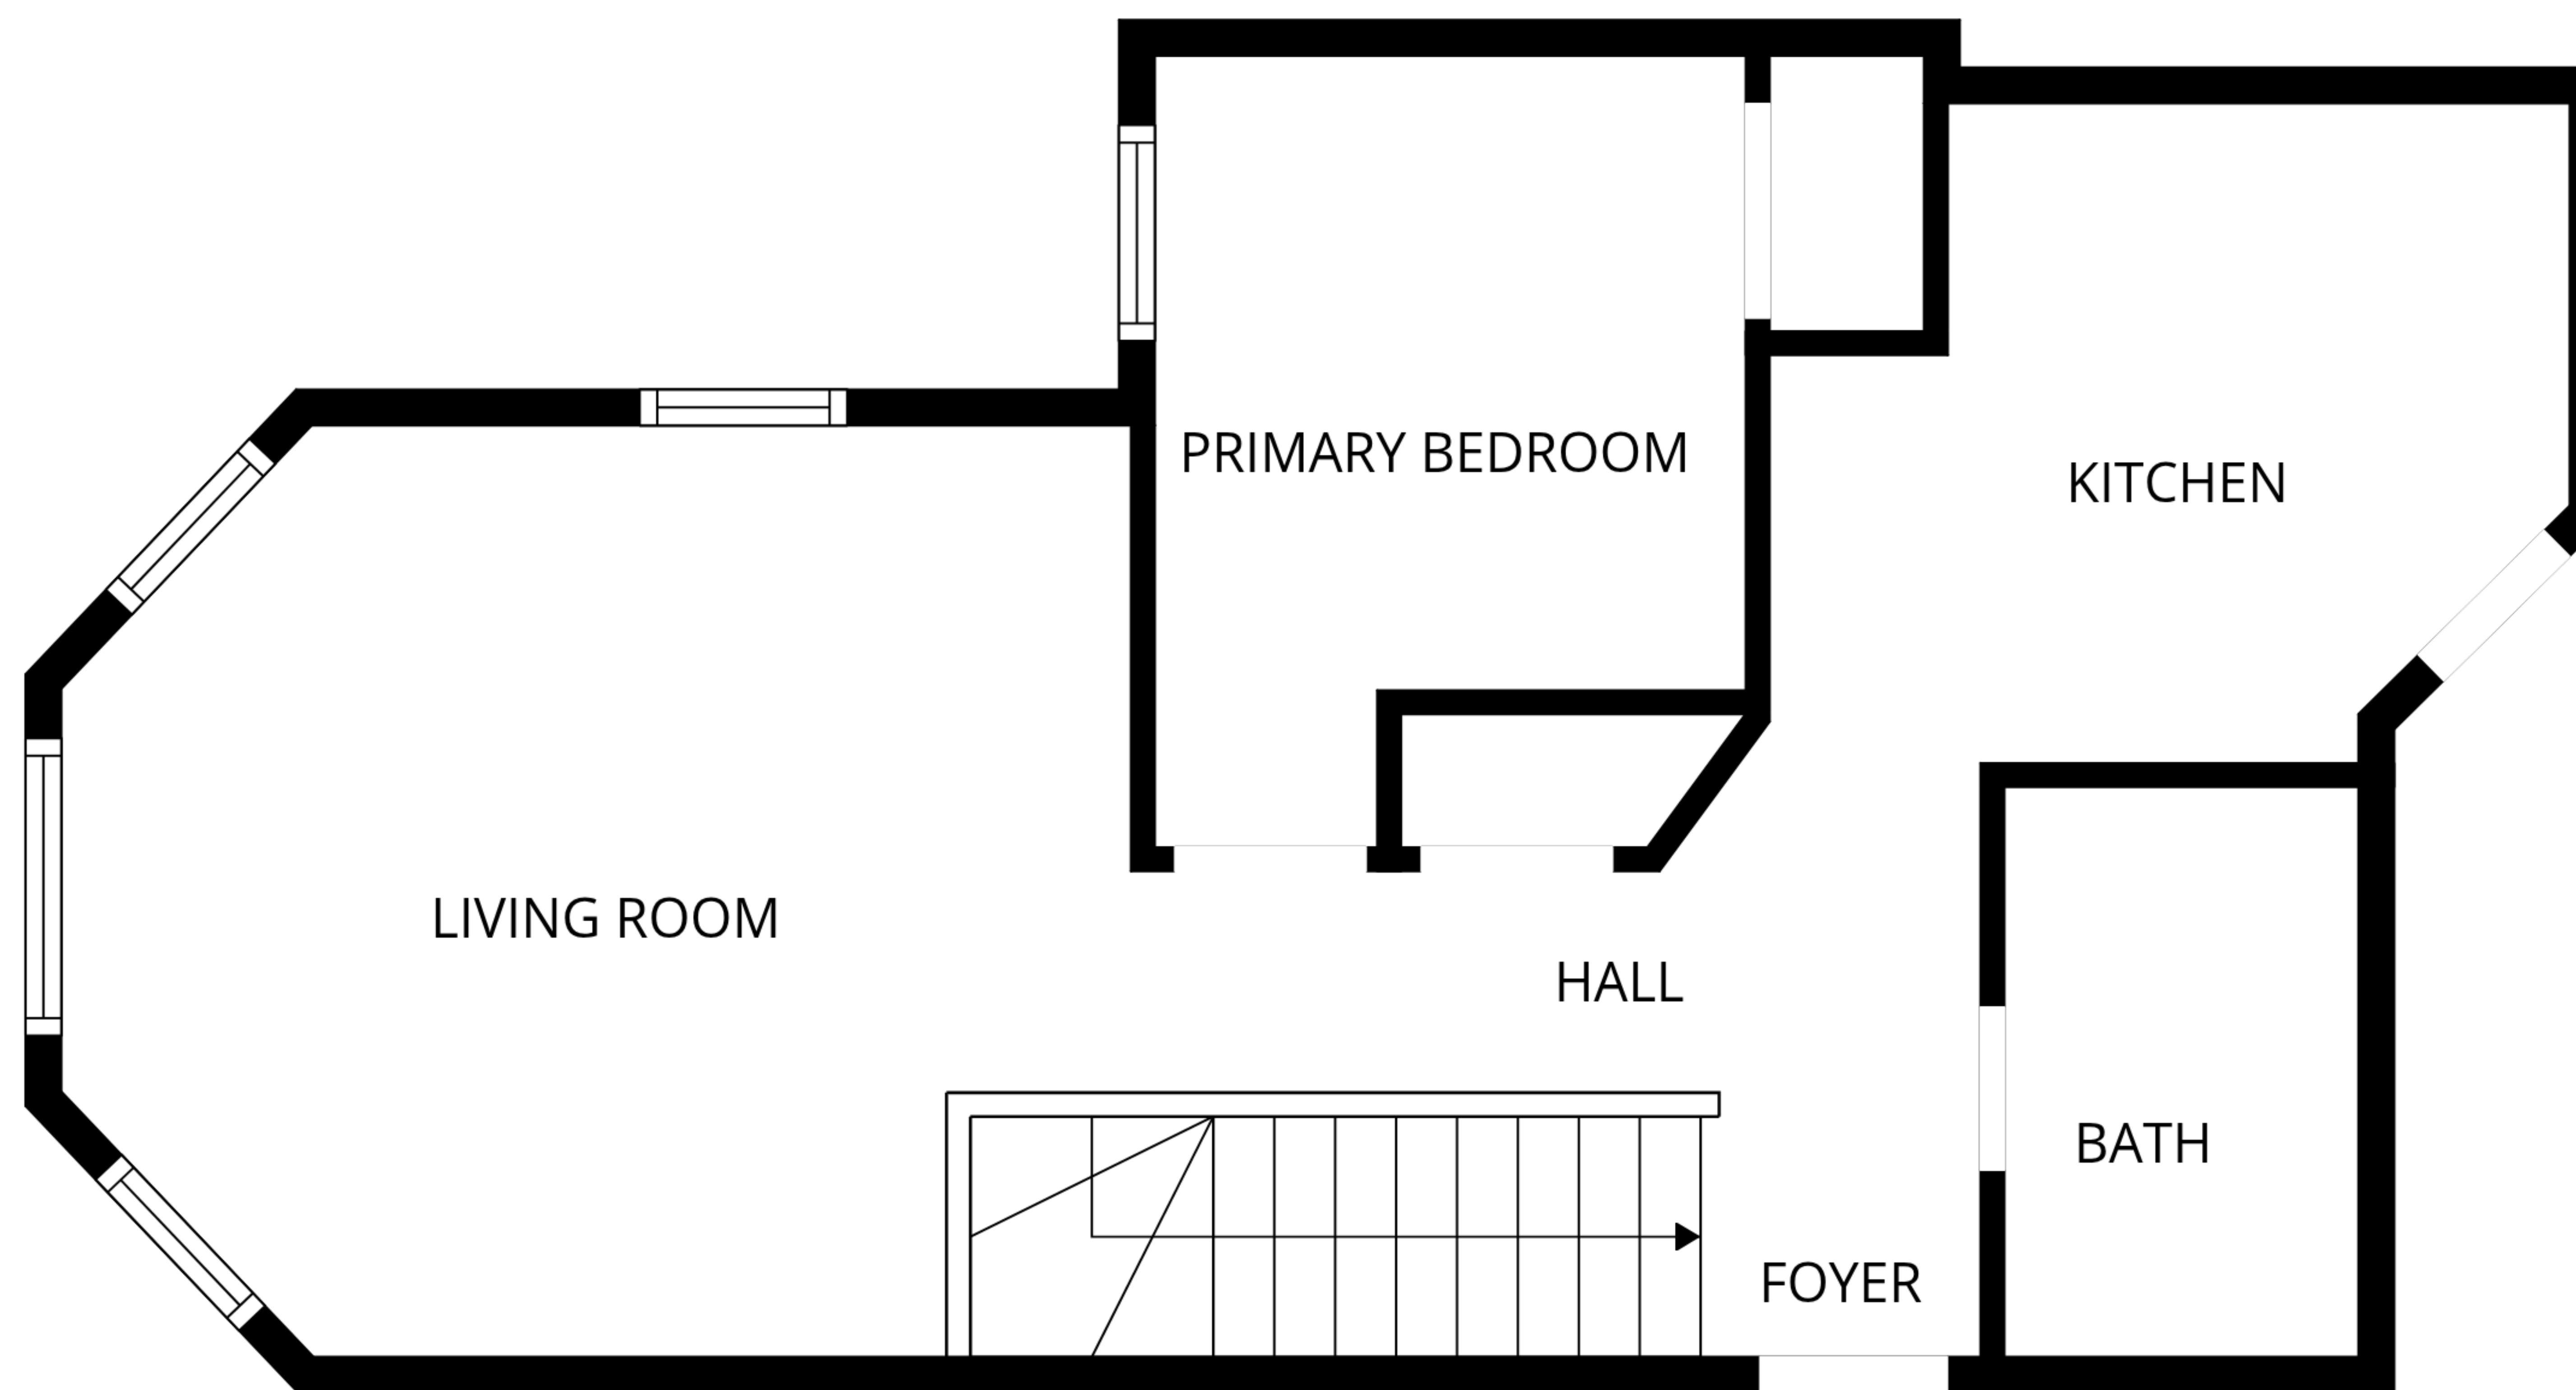 PRIMARY BEDROOM
KITCHEN
LIVING ROOM
HALL
BATH
FOYER